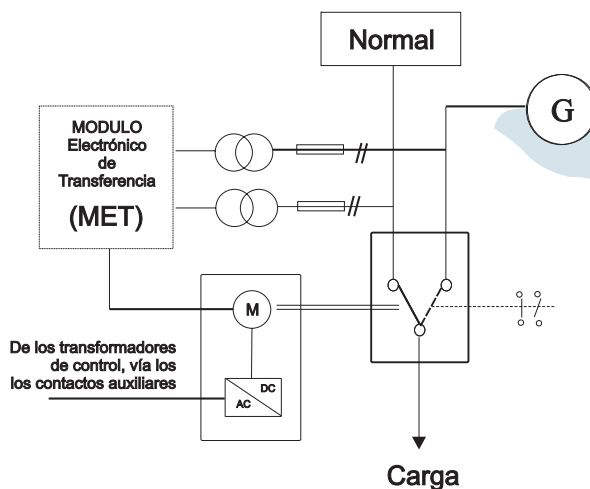 Normal
G
MODULO
Electrónico
de
Transferencia
(MET)
M
De los transformadores
de control, vía los
los contactos auxiliares
DC
AC
Carga